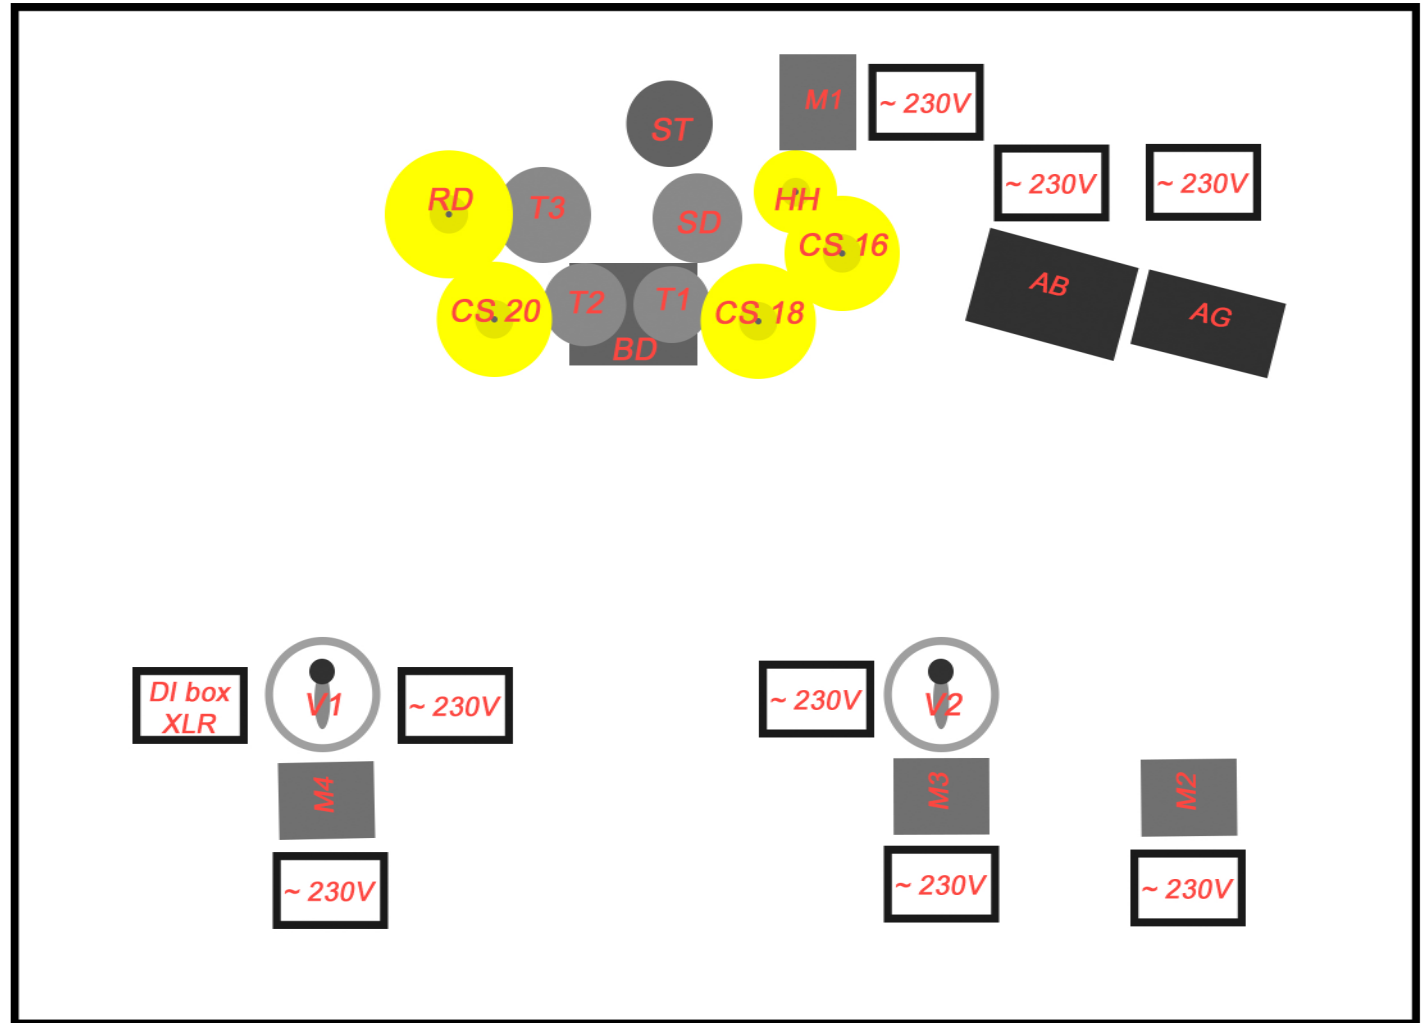 M1
~ 230V
ST
~ 230V
~ 230V
RD
T3
SD
HH
CS 16
CS 20
T2
T1
CS 18
BD
AB
AG
DI box
XLR
V1
~ 230V
~ 230V
V2
M4
M3
M2
~ 230V
~ 230V
~ 230V